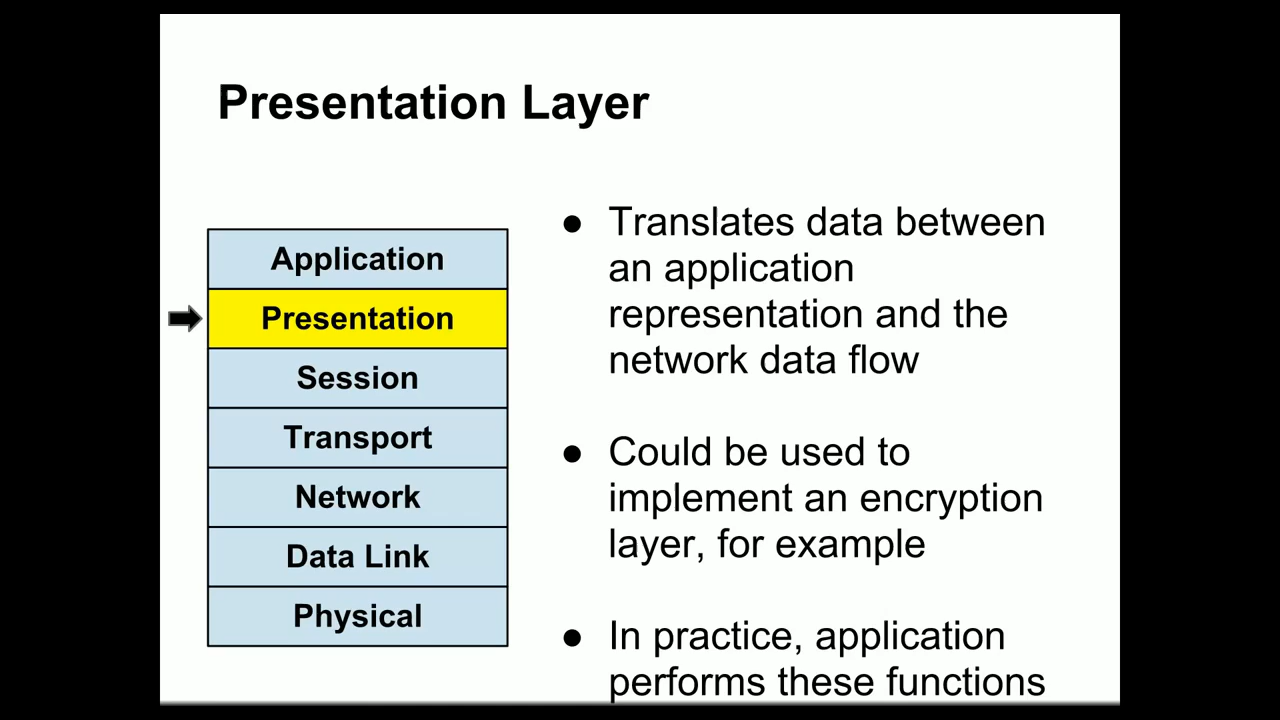 Presentation Layer
Application
Presentation
Session
Transport
Network
Data Link
Physical
● Translates data between
an application
representation and the
network data flow
● Could be used to
implement an encryption
layer, for example
● In practice, application
performs these functions